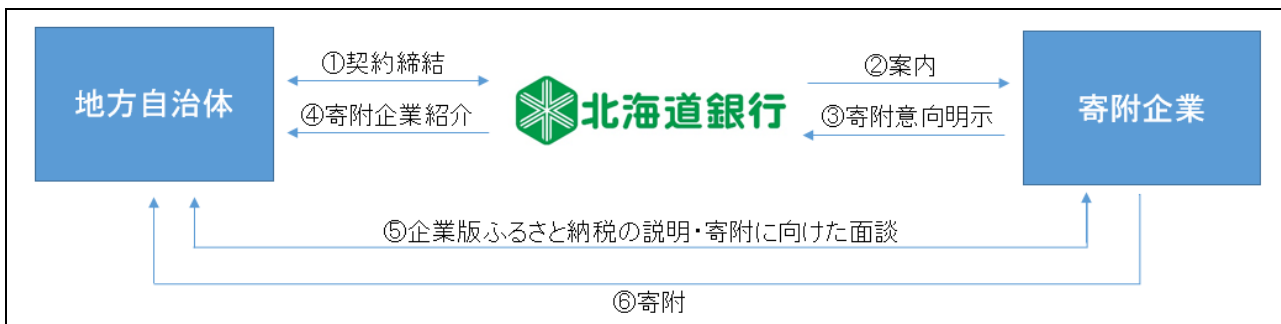 地方自治体
①契約締結
④寄附企業紹介
北海道銀行
②案内
③寄附意向明示
寄附企業
⑤企業版ふるさと納税の説明・寄附に向けた面談
⑥寄附